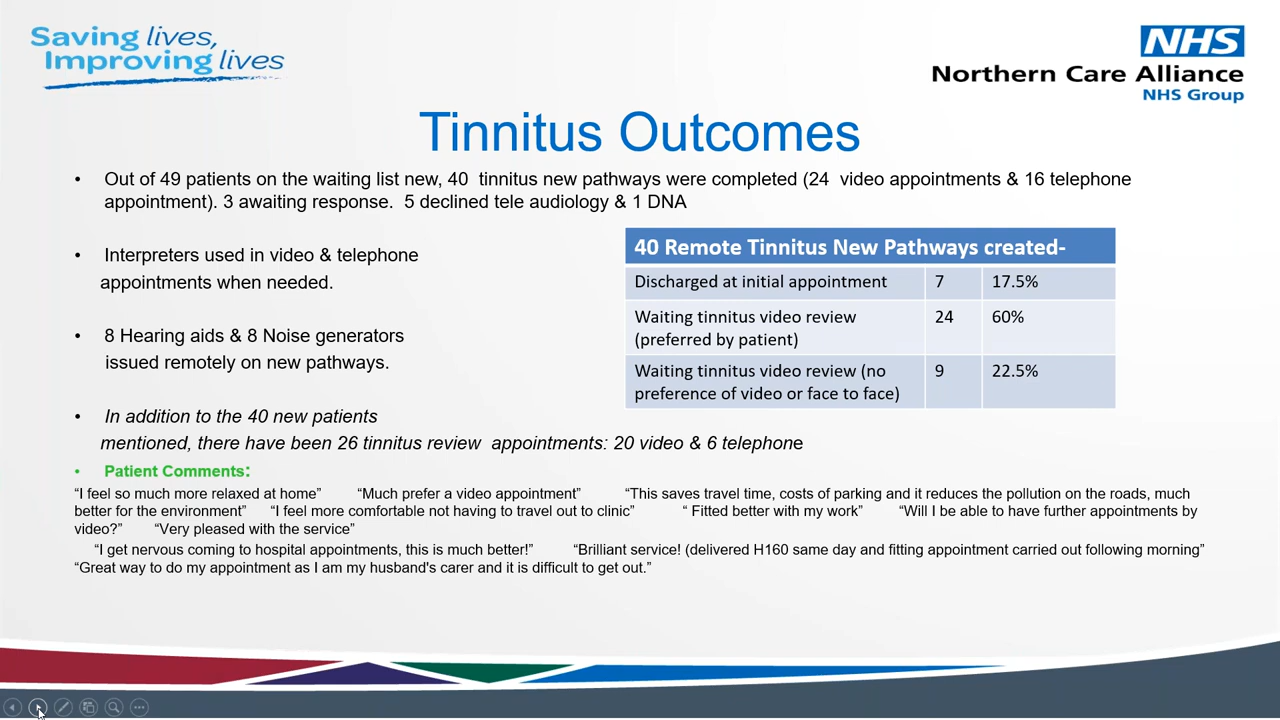 Saving lives,
Improving lives
NHS
Northern Care Alliance
NHS Group
Tinnitus Outcomes
• Out of 49 patients on the waiting list new, 40 tinnitus new pathways were completed (24 video appointments & 16 telephone
appointment). 3 awaiting response. 5 declined tele audiology & 1 DNA
• Interpreters used in video & telephone
appointments when needed.
• 8 Hearing aids & 8 Noise generators
issued remotely on new pathways.
• In addition to the 40 new patients
mentioned, there have been 26 tinnitus review appointments: 20 video & 6 telephone
40 Remote Tinnitus New Pathways created-
Discharged at initial appointment 7 17.5%
Waiting tinnitus video review 24 60%
(preferred by patient)
Waiting tinnitus video review (no 9 22.5%
preference of video or face to face)
• Patient Comments:
“I feel so much more relaxed at home” “Much prefer a video appointment” “This saves travel time, costs of parking and it reduces the pollution on the roads, much
better for the environment” “I feel more comfortable not having to travel out to clinic” “ Fitted better with my work” “Will I be able to have further appointments by
video?” “Very pleased with the service”
“I get nervous coming to hospital appointments, this is much better!” “Brilliant service! (delivered H160 same day and fitting appointment carried out following morning”
“Great way to do my appointment as I am my husband's carer and it is difficult to get out.”